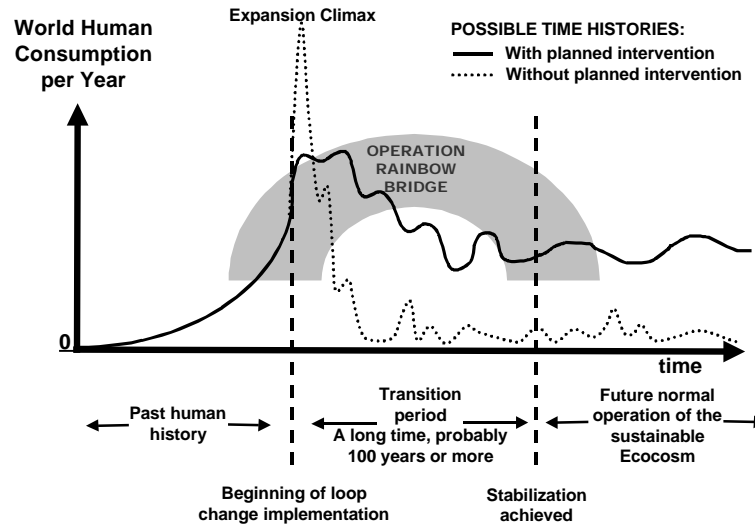 Expansion Climax
World Human
Consumption
per Year
POSSIBLE TIME HISTORIES:
With planned intervention
Without planned intervention
OPERATION
RAINBOW
BRIDGE
0
time
Past human
history
Transition
period
A long time, probably
100 years or more
Future normal
operation of the
sustainable
Ecocosm
Beginning of loop
change implementation
Stabilization
achieved